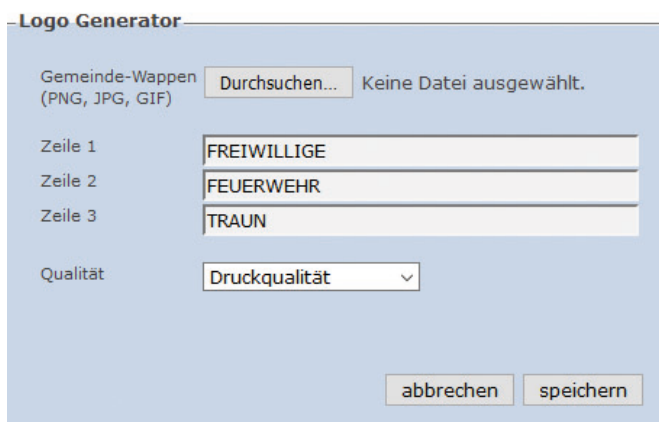 Logo Generator
Gemeinde-Wappen
(PNG, JPG, GIF)
Durchsuchen... Keine Datei ausgewählt.
Zeile 1 FREIWILLIGE
Zeile 2 FEUERWEHR
Zeile 3 TRAUN
Qualität Druckqualität
abbrechen speichern